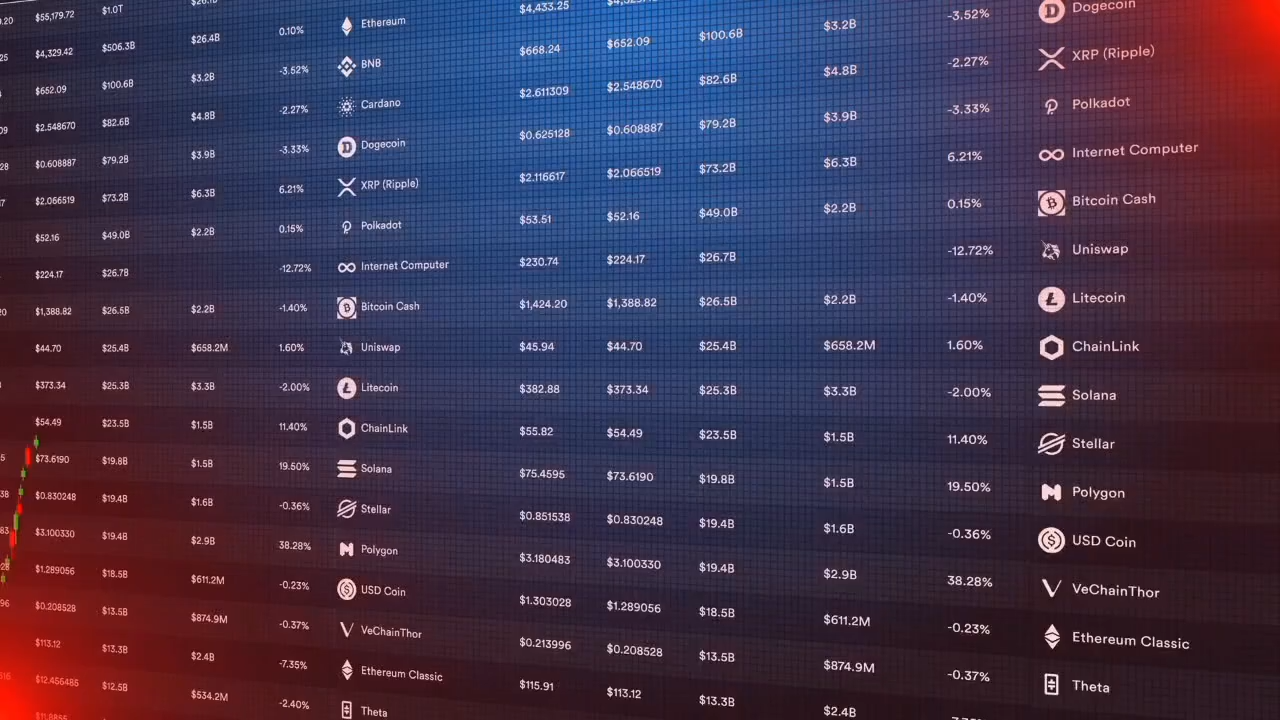 $55,179.72 $1.0T
$4,329.42 $506.3B $26.4B 0.10% Ethereum $4,433.25
$652.09 $100.6B $3.2B -3.52% BNB $668.24 $652.09 $100.6B $3.2B -3.52% Dogecoin
$2.548670 $82.6B $4.8B -2.27% Cardano $2.611309 $2.548670 $82.6B $4.8B -2.27% XRP (Ripple)
$0.608887 $79.2B $3.9B -3.33% Dogecoin $0.625128 $0.608887 $79.2B $3.9B -3.33% Polkadot
$2.066519 $73.2B $6.3B 6.21% XRP (Ripple) $2.116617 $2.066519 $73.2B $6.3B 6.21% Internet Computer
$52.16 $49.0B $2.2B 0.15% Polkadot $53.51 $52.16 $49.0B $2.2B 0.15% Bitcoin Cash
$224.17 $26.7B -12.72% Internet Computer $230.74 $224.17 $26.7B -12.72% Uniswap
$1,388.82 $26.5B $2.2B -1.40% Bitcoin Cash $1,424.20 $1,388.82 $26.5B $2.2B -1.40% Litecoin
$44.70 $25.4B $658.2M 1.60% Uniswap $45.94 $44.70 $25.4B $658.2M 1.60% ChainLink
$373.34 $25.3B $3.3B -2.00% Litecoin $382.88 $373.34 $25.3B $3.3B -2.00% Solana
$54.49 $23.5B $1.5B 11.40% ChainLink $55.82 $54.49 $23.5B $1.5B 11.40% Stellar
$73.6190 $19.8B $1.5B 19.50% Solana $75.4595 $73.6190 $19.8B $1.5B 19.50% Polygon
$0.830248 $19.4B $1.6B -0.36% Stellar $0.851538 $0.830248 $19.4B $1.6B -0.36% USD Coin
$3.100330 $19.4B $2.9B 38.28% Polygon $3.180483 $3.100330 $19.4B $2.9B 38.28% VeChainThor
$1.289056 $18.5B $611.2M -0.23% USD Coin $1.303028 $1.289056 $18.5B $611.2M -0.23% Ethereum Classic
$0.208528 $13.5B $874.9M -0.37% VeChainThor $0.213996 $0.208528 $13.5B $874.9M -0.37% Theta
$113.12 $13.3B $2.4B -7.35% Ethereum Classic $115.91 $113.12 $13.3B $2.4B
$12.456485 $12.5B $534.2M -2.40% Theta